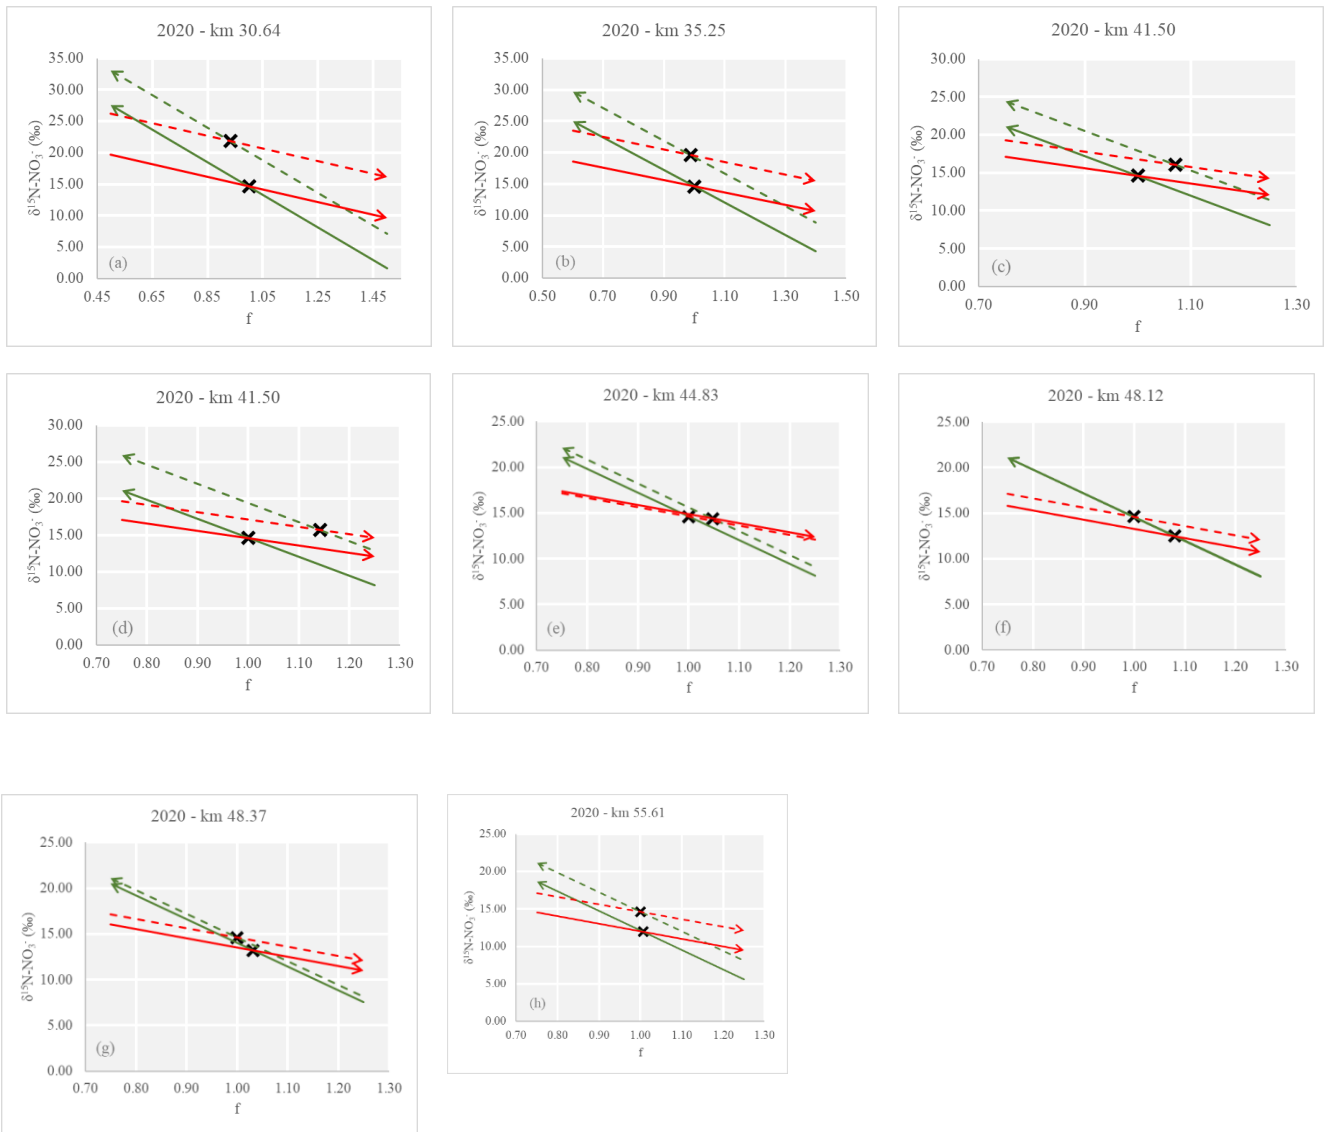 2020 - km 30.64
35.00
30.00
25.00
20.00
15.00
10.00
5.00
0.00
δ¹⁵N-NO₃⁻ (‰)
(a)
0.45 0.65 0.85 1.05 1.25 1.45
f
2020 - km 35.25
35.00
30.00
25.00
20.00
15.00
10.00
5.00
0.00
δ¹⁵N-NO₃⁻ (‰)
(b)
0.50 0.70 0.90 1.10 1.30 1.50
f
2020 - km 41.50
30.00
25.00
20.00
15.00
10.00
5.00
0.00
δ¹⁵N-NO₃⁻ (‰)
(c)
0.70 0.90 1.10 1.30
f
2020 - km 41.50
30.00
25.00
20.00
15.00
10.00
5.00
0.00
δ¹⁵N-NO₃⁻ (‰)
(d)
0.70 0.80 0.90 1.00 1.10 1.20 1.30
f
2020 - km 44.83
25.00
20.00
15.00
10.00
5.00
0.00
δ¹⁵N-NO₃⁻ (‰)
(e)
0.70 0.80 0.90 1.00 1.10 1.20 1.30
f
2020 - km 48.12
25.00
20.00
15.00
10.00
5.00
0.00
δ¹⁵N-NO₃⁻ (‰)
(f)
0.70 0.80 0.90 1.00 1.10 1.20 1.30
f
2020 - km 48.37
25.00
20.00
15.00
10.00
5.00
0.00
δ¹⁵N-NO₃⁻ (‰)
(g)
0.70 0.80 0.90 1.00 1.10 1.20 1.30
f
2020 - km 55.61
25.00
20.00
15.00
10.00
5.00
0.00
δ¹⁵N-NO₃⁻ (‰)
(h)
0.70 0.80 0.90 1.00 1.10 1.20 1.30
f